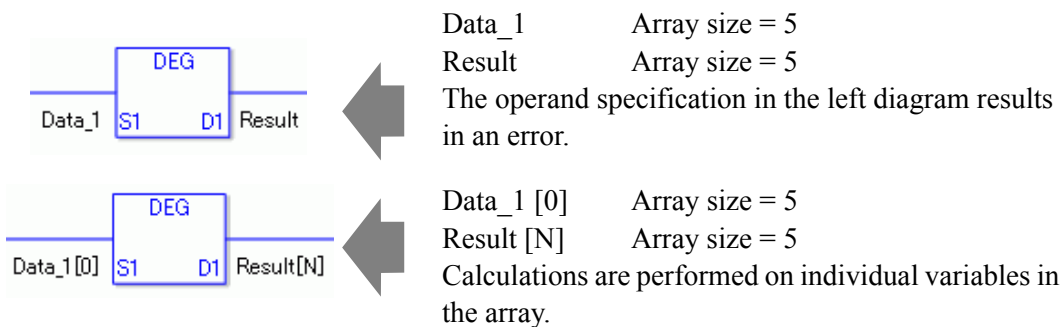 Data_1 Array size = 5
DEG
Result Array size = 5
Data_1 S1 D1 Result
The operand specification in the left diagram results
in an error.
Data_1 [0] Array size = 5
DEG
Result [N] Array size = 5
Data_1[0] S1 D1 Result[N]
Calculations are performed on individual variables in
the array.